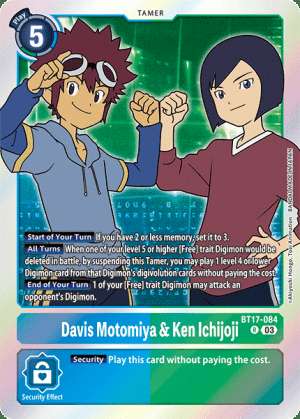 TAMER
Play
5
Start of Your Turn If you have 2 or less memory, set it to 3.
All Turns When one of your level 5 or higher [Free] trait Digimon would be
deleted in battle, by suspending this Tamer, you may play 1 level 4 or lower
Digimon card from that Digimon's digivolution cards without paying the cost.
End of Your Turn 1 of your [Free] trait Digimon may attack an
opponent's Digimon.
BT17-084
Davis Motomiya & Ken Ichijoji
R 03
Security Play this card without paying the cost.
Security Effect